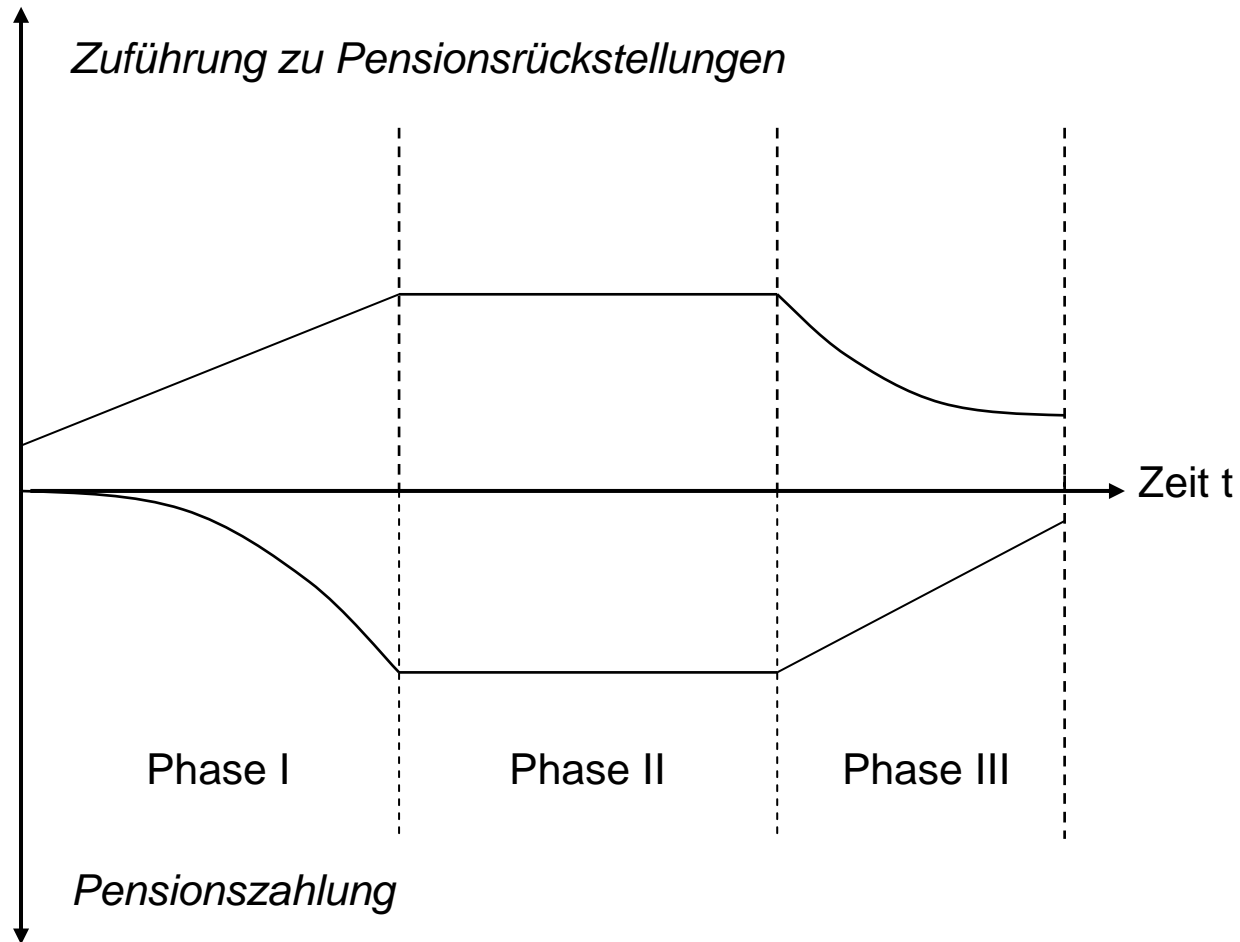 Zuführung zu Pensionsrückstellungen
Zeit t
Phase I
Phase II
Phase III
Pensionszahlung